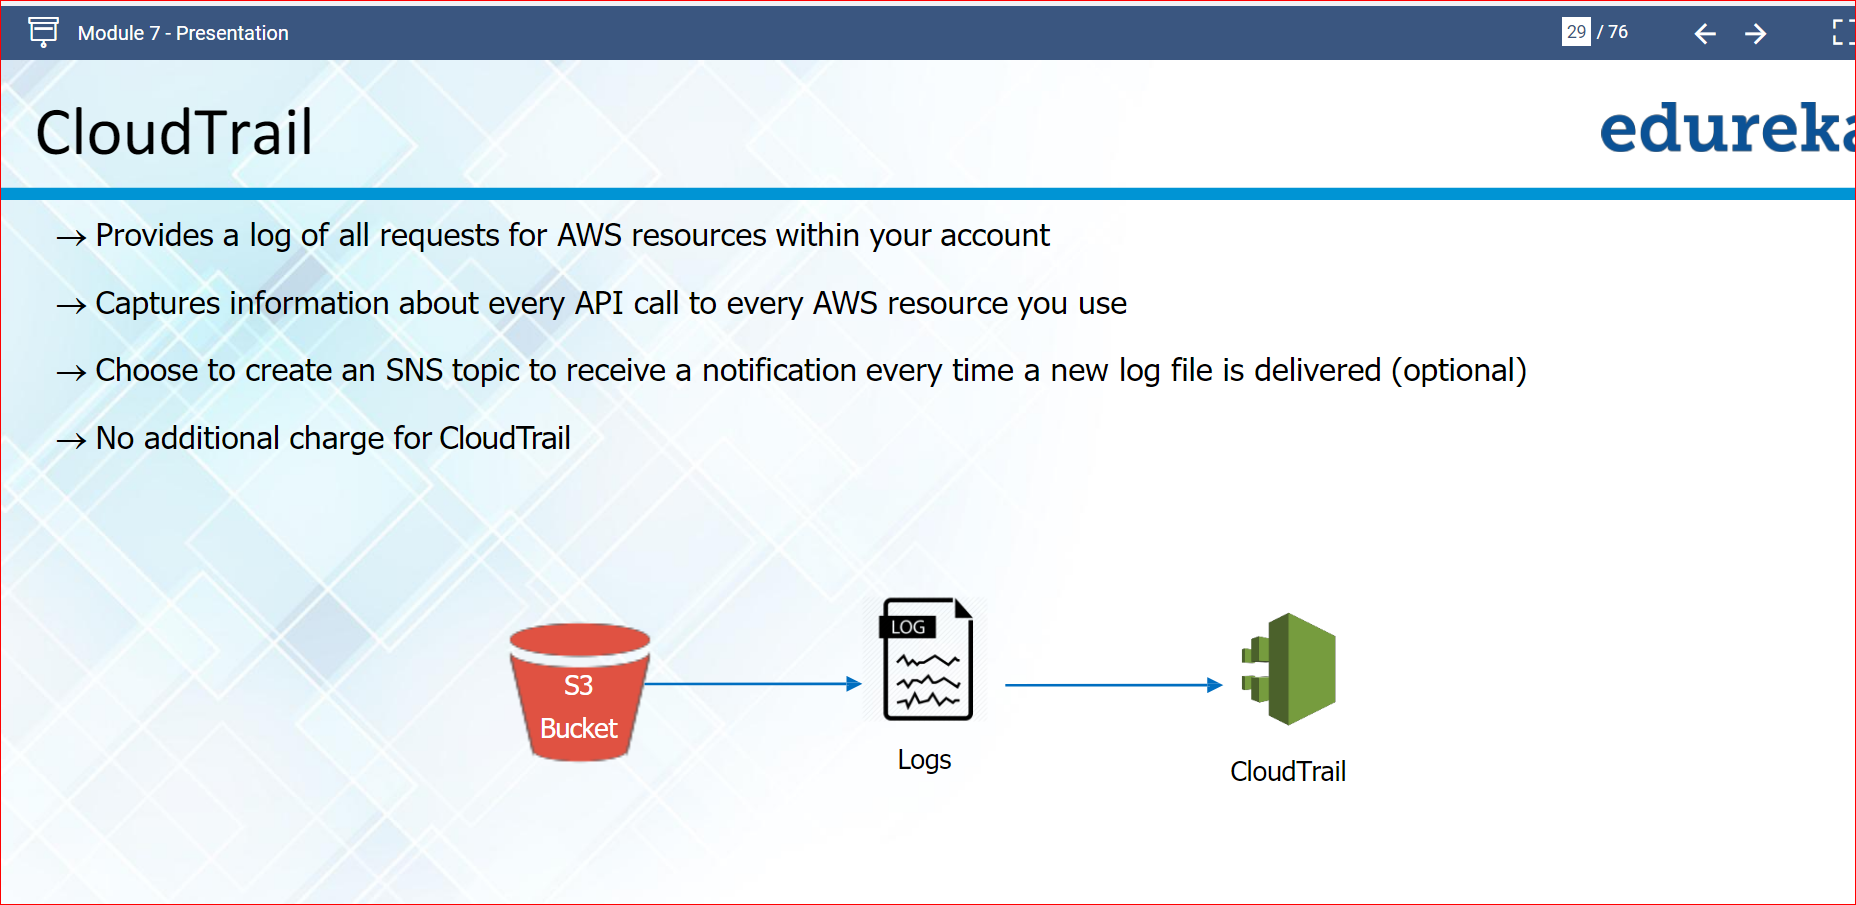 Module 7 - Presentation
29 / 76
CloudTrail
edureka
→ Provides a log of all requests for AWS resources within your account
→ Captures information about every API call to every AWS resource you use
→ Choose to create an SNS topic to receive a notification every time a new log file is delivered (optional)
→ No additional charge for CloudTrail
S3
Bucket
LOG
Logs
CloudTrail